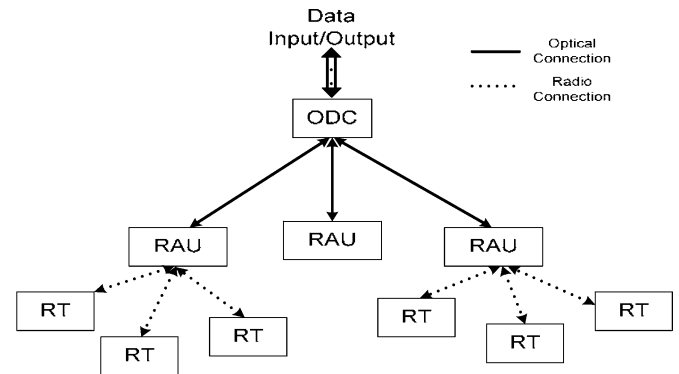 Data
Input/Output
Optical
Connection
Radio
Connection
ODC
RAU
RAU
RAU
RT
RT
RT
RT
RT
RT